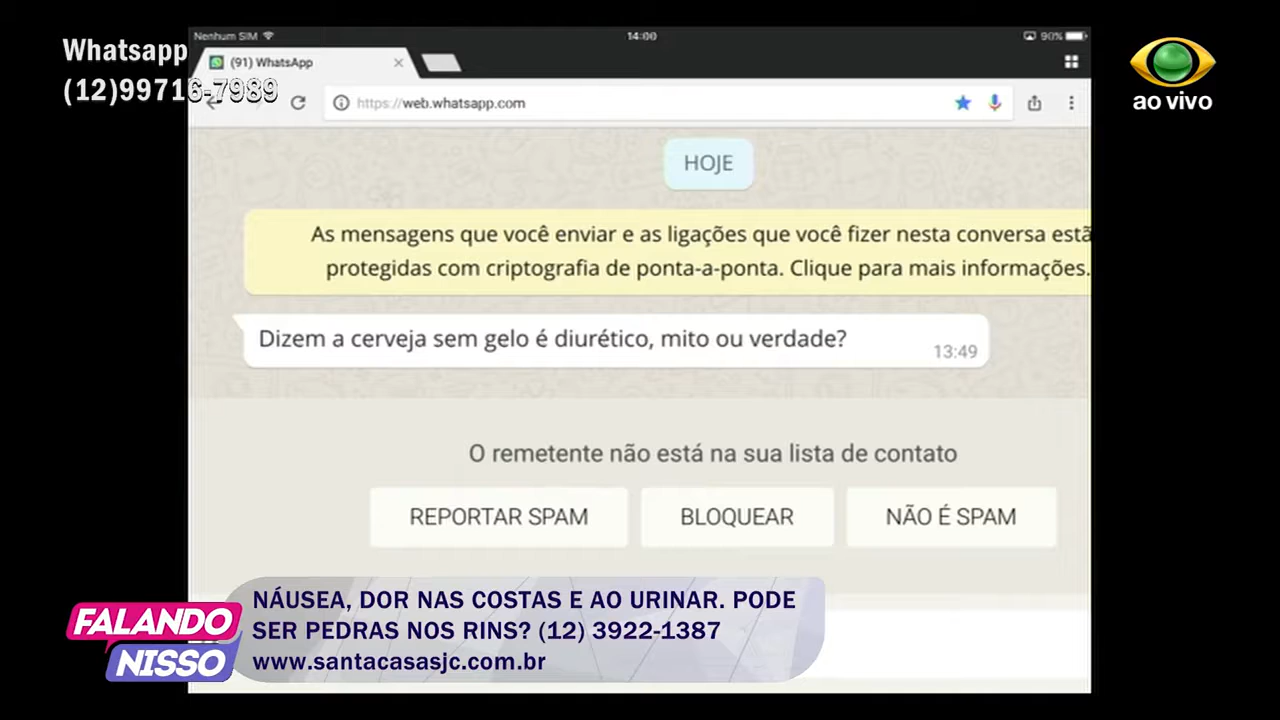 Whatsapp
(12)99716-7989
Nenhum SIM
14:00
90%
(91) WhatsApp
https://web.whatsapp.com
ao vivo
HOJE
As mensagens que você enviar e as ligações que você fizer nesta conversa estã
protegidas com criptografia de ponta-a-ponta. Clique para mais informações.
Dizem a cerveja sem gelo é diurético, mito ou verdade?
13:49
O remetente não está na sua lista de contato
REPORTAR SPAM
BLOQUEAR
NÃO É SPAM
FALANDO
NISSO
NÁUSEA, DOR NAS COSTAS E AO URINAR. PODE
SER PEDRAS NOS RINS? (12) 3922-1387
www.santacasasjc.com.br